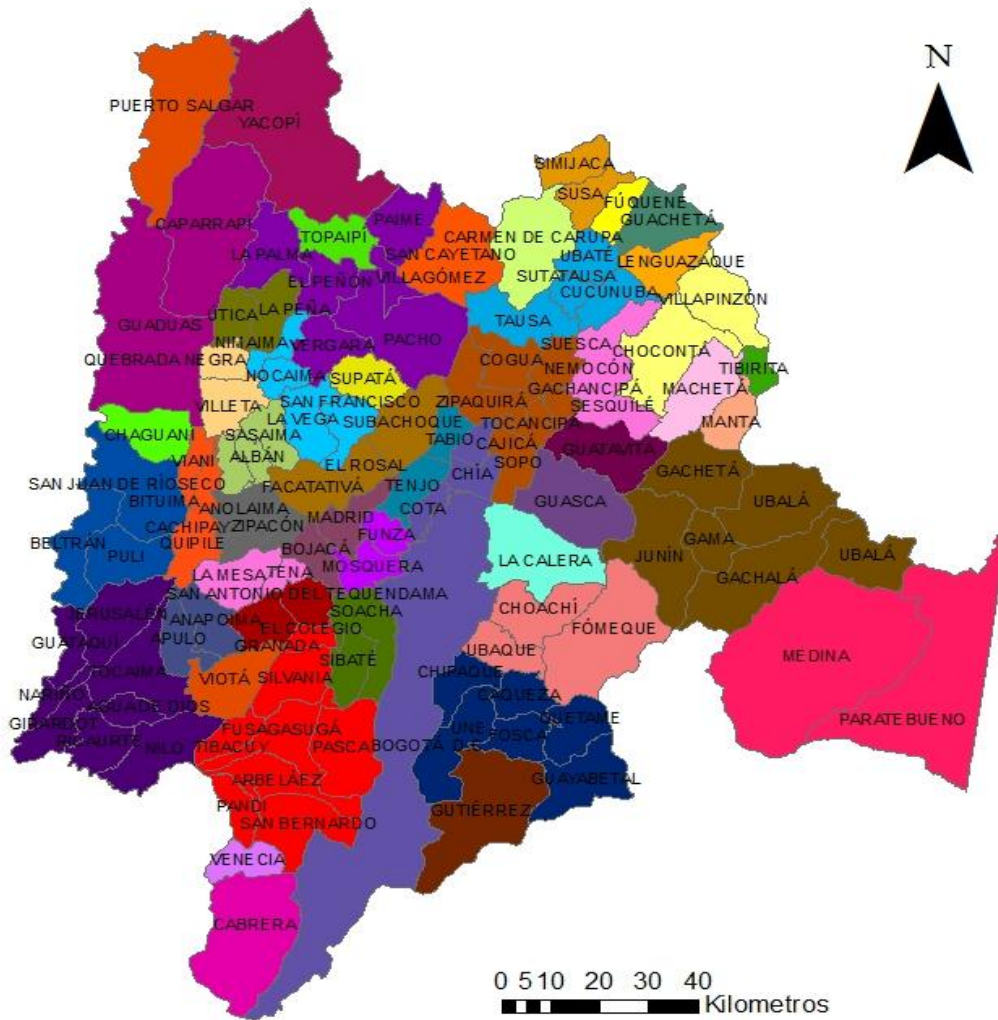 N
PUERTO SALGAR
YACOPÍ
SIMIJACA
SUSA
FÚQUENE
GUACHETÁ
CAPARRAPÍ
PAIME
TOPAIPÍ
CARMEN DE CARUPA
LA PALMA
SAN CAYETANO
UBATÉ
LENGUAZAQUE
EL PEÑÓN
VILLAGÓMEZ
SUTATAUSA
CUCUNUBA
VILLAPINZÓN
ÚTICA
LA PEÑA
TAUSA
GUADUAS
NIMAIMA
VERGARA
PACHO
SUESCA
CHOCONTA
QUEBRADA NEGRA
NOCAIMA
SUPATÁ
COGUA
NEMOCÓN
TIBIRITA
GACHANCIPÁ
MACHETÁ
VILLETA
SAN FRANCISCO
ZIPAQUIRÁ
SESQUILÉ
LA VEGA
SUBACHOQUE
TOCANCIPA
MANTA
CHAGUANI
SASAIMA
TABIO
CAJICÁ
GUATAVITA
ALBÁN
VIANI
EL ROSAL
SOPO
GACHETÁ
CHÍA
SAN JUAN DE RÍOSECO
FACATATIVÁ
TENJO
BITUIMA
GUASCA
UBALÁ
ANOLAIMA
COTA
CACHIPAY
ZIPACÓN
MADRID
FUNZA
BELTRÁN
QUIPILE
GAMA
PULI
BOJACÁ
JUNÍN
UBALÁ
LA CALERA
MOSQUERA
LA MESA
TENA
GACHALÁ
SAN ANTONIO DEL TEQUENDAMA
JERUSALÉN
SOACHA
CHOACHÍ
ANAPOIMA
FÓMEQUE
GUATAQUÍ
APULO
EL COLEGIO
GRANADA
UBAQUE
SIBATÉ
MEDINA
TOCAIMA
CHIPAQUE
VIOTÁ
SILVANIA
NARIÑO
CAQUEZA
AGUA DE DIOS
QUETAME
PARATEBUENO
GIRARDOT
FUSAGASUGÁ
UNE
FOSCA
RICAURTE
NILO
TIBACUY
PASCA
BOGOTÁ D.C.
ARBELÁEZ
GUAYABETAL
PANDI
GUTIÉRREZ
SAN BERNARDO
VENECIA
CABRERA
0 5 10 20 30 40
Kilometros